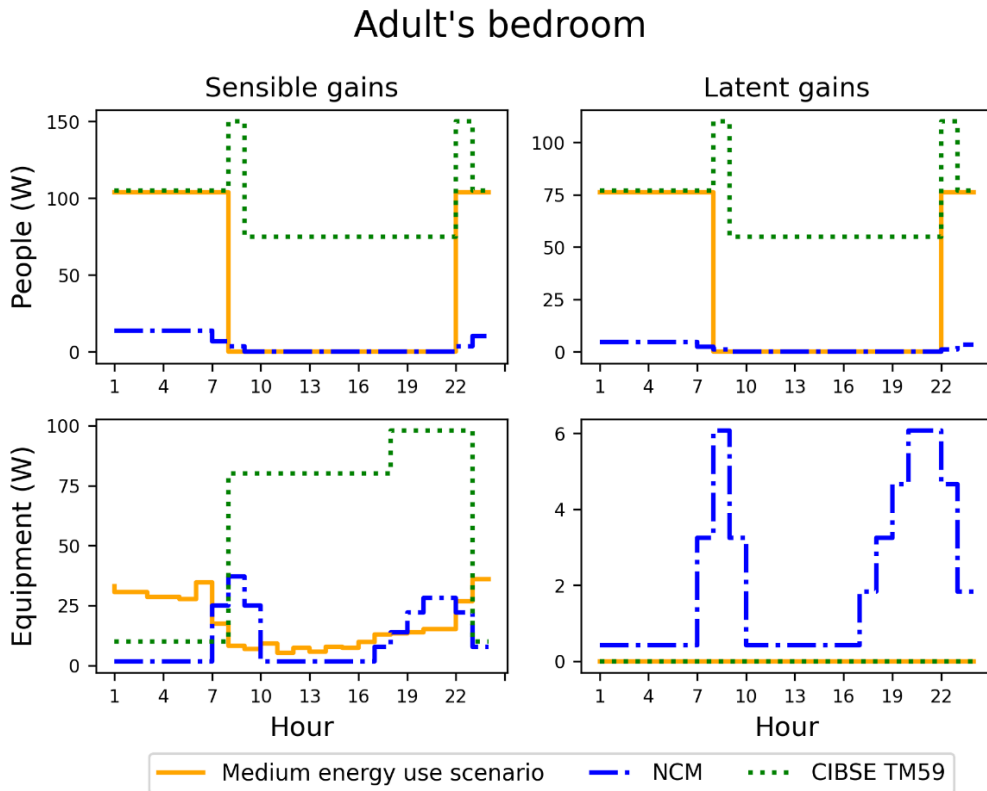 Adult's bedroom
Sensible gains
Latent gains
People (W)
150
100
50
0
1 4 7 10 13 16 19 22
100
75
50
25
0
1 4 7 10 13 16 19 22
Equipment (W)
100
75
50
25
0
1 4 7 10 13 16 19 22
Hour
6
4
2
0
1 4 7 10 13 16 19 22
Hour
Medium energy use scenario NCM CIBSE TM59